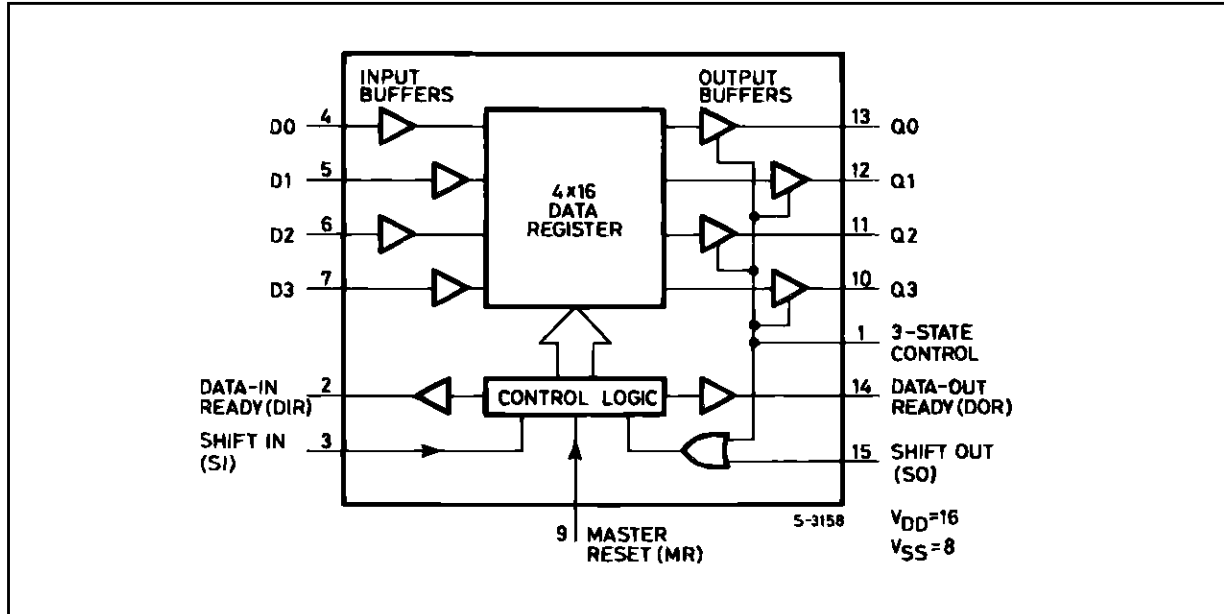 INPUT
BUFFERS
OUTPUT
BUFFERS
D0 4
13 Q0
D1 5
12 Q1
4×16
DATA
REGISTER
D2 6
11 Q2
D3 7
10 Q3
1 3-STATE
CONTROL
DATA-IN 2
READY (DIR)
CONTROL LOGIC
14 DATA-OUT
READY (DOR)
SHIFT IN 3
(SI)
15 SHIFT OUT
(SO)
S-3158
9 MASTER
RESET (MR)
VDD=16
VSS=8